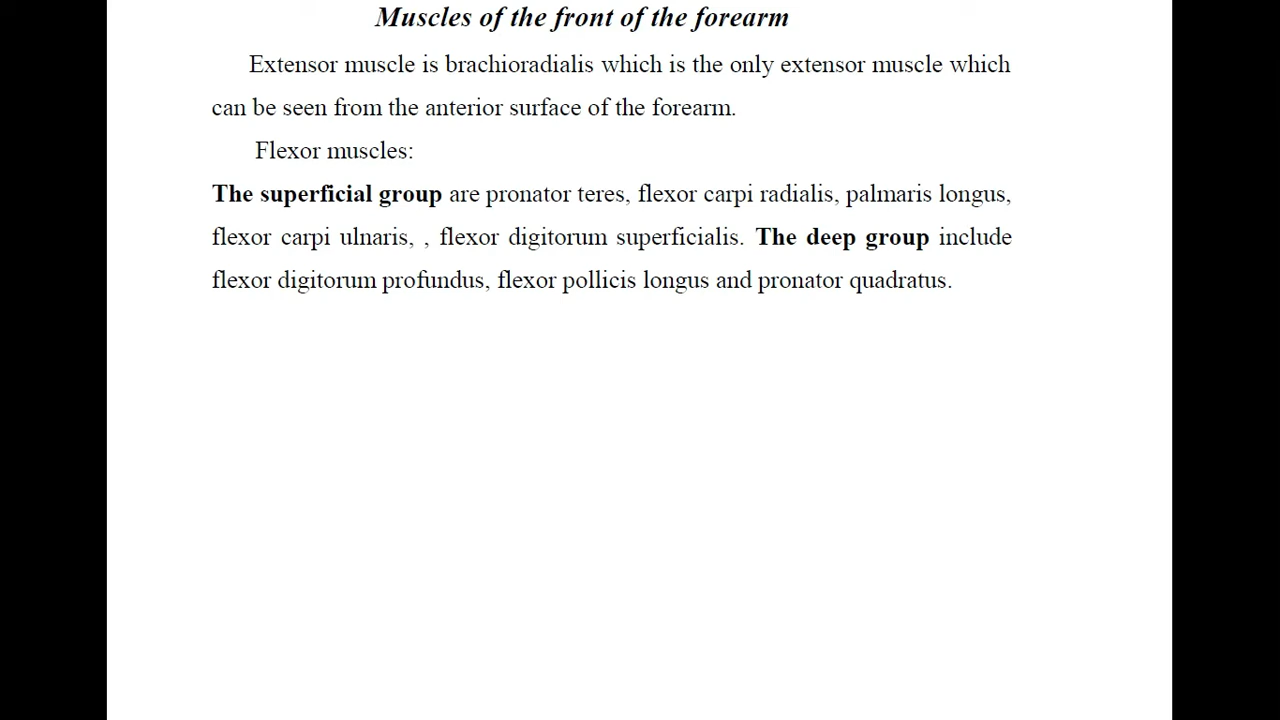 Muscles of the front of the forearm
Extensor muscle is brachioradialis which is the only extensor muscle which
can be seen from the anterior surface of the forearm.
Flexor muscles:
The superficial group are pronator teres, flexor carpi radialis, palmaris longus,
flexor carpi ulnaris, , flexor digitorum superficialis. The deep group include
flexor digitorum profundus, flexor pollicis longus and pronator quadratus.